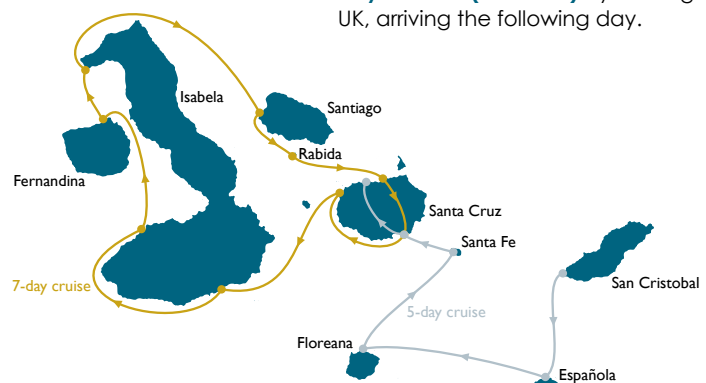 UK, arriving the following day.
Isabela
Santiago
Rabida
Fernandina
Santa Cruz
Santa Fe
San Cristobal
7-day cruise
5-day cruise
Floreana
Española